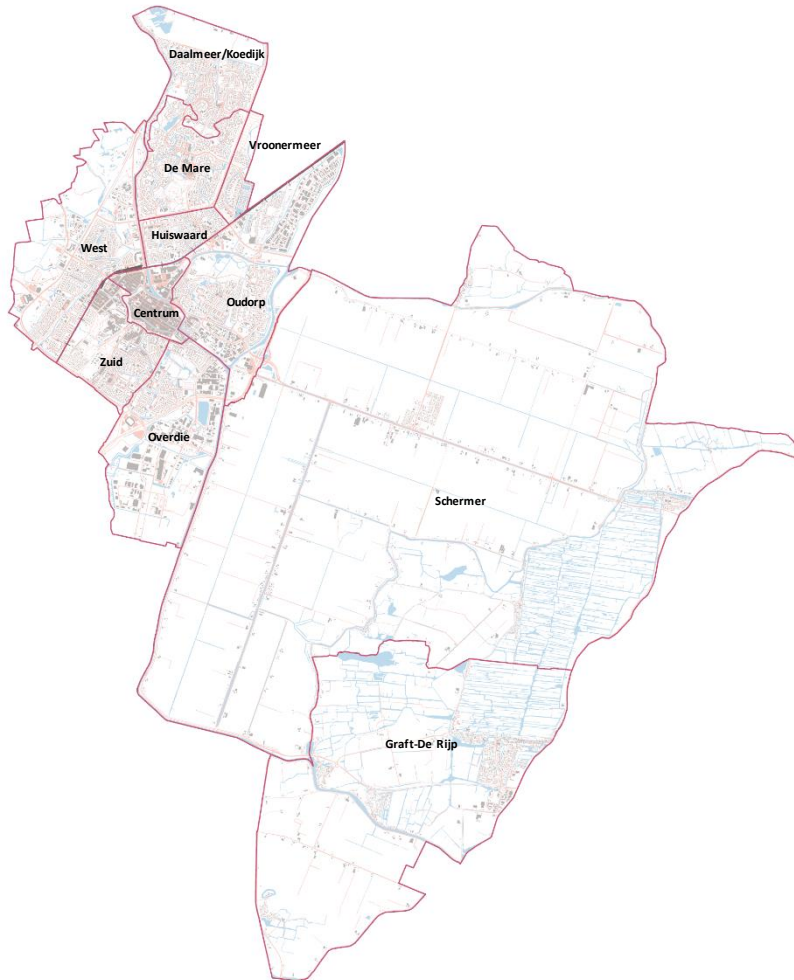 Daalmeer/Koedijk
Vroonermeer
De Mare
Huiswaard
West
Oudorp
Centrum
Zuid
Overdie
Schermer
Graft-De Rijp